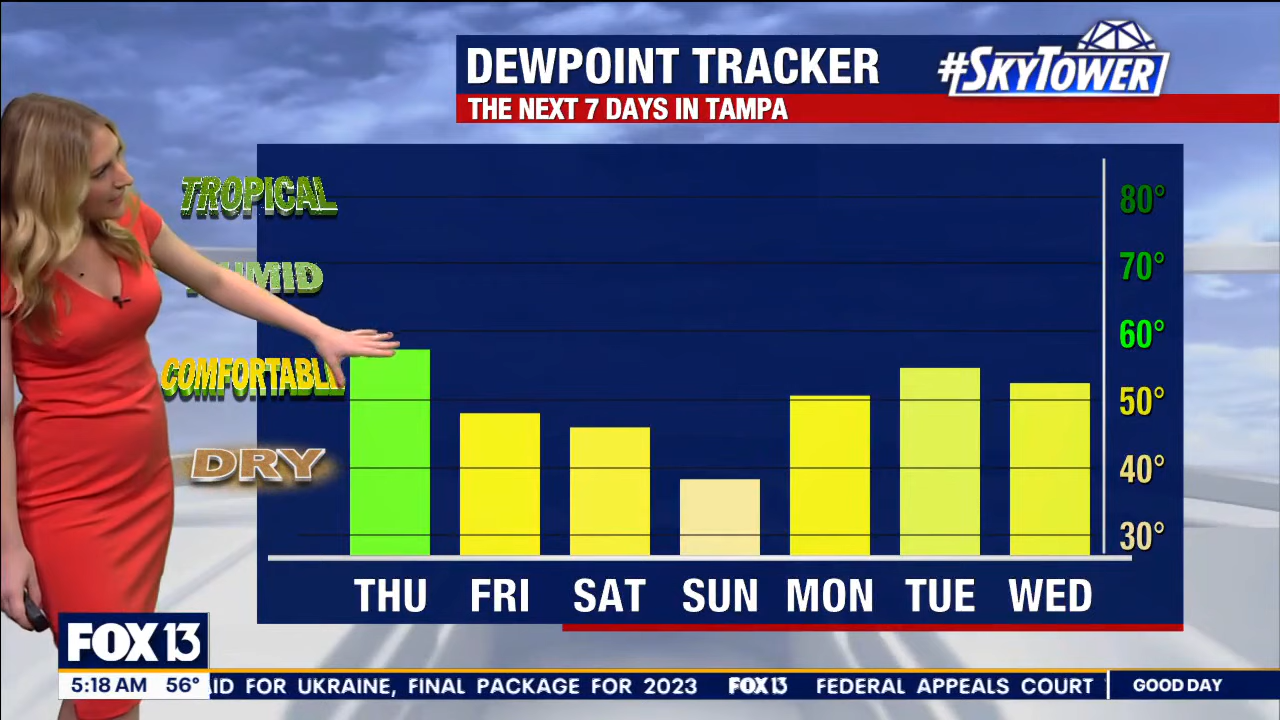 DEWPOINT TRACKER
#SKYTOWER
THE NEXT 7 DAYS IN TAMPA
TROPICAL
80°
70°
60°
COMFORTABLE
50°
DRY
40°
30°
THU FRI SAT SUN MON TUE WED
FOX 13
5:18 AM 56° AID FOR UKRAINE, FINAL PACKAGE FOR 2023 FOX 13 FEDERAL APPEALS COURT GOOD DAY